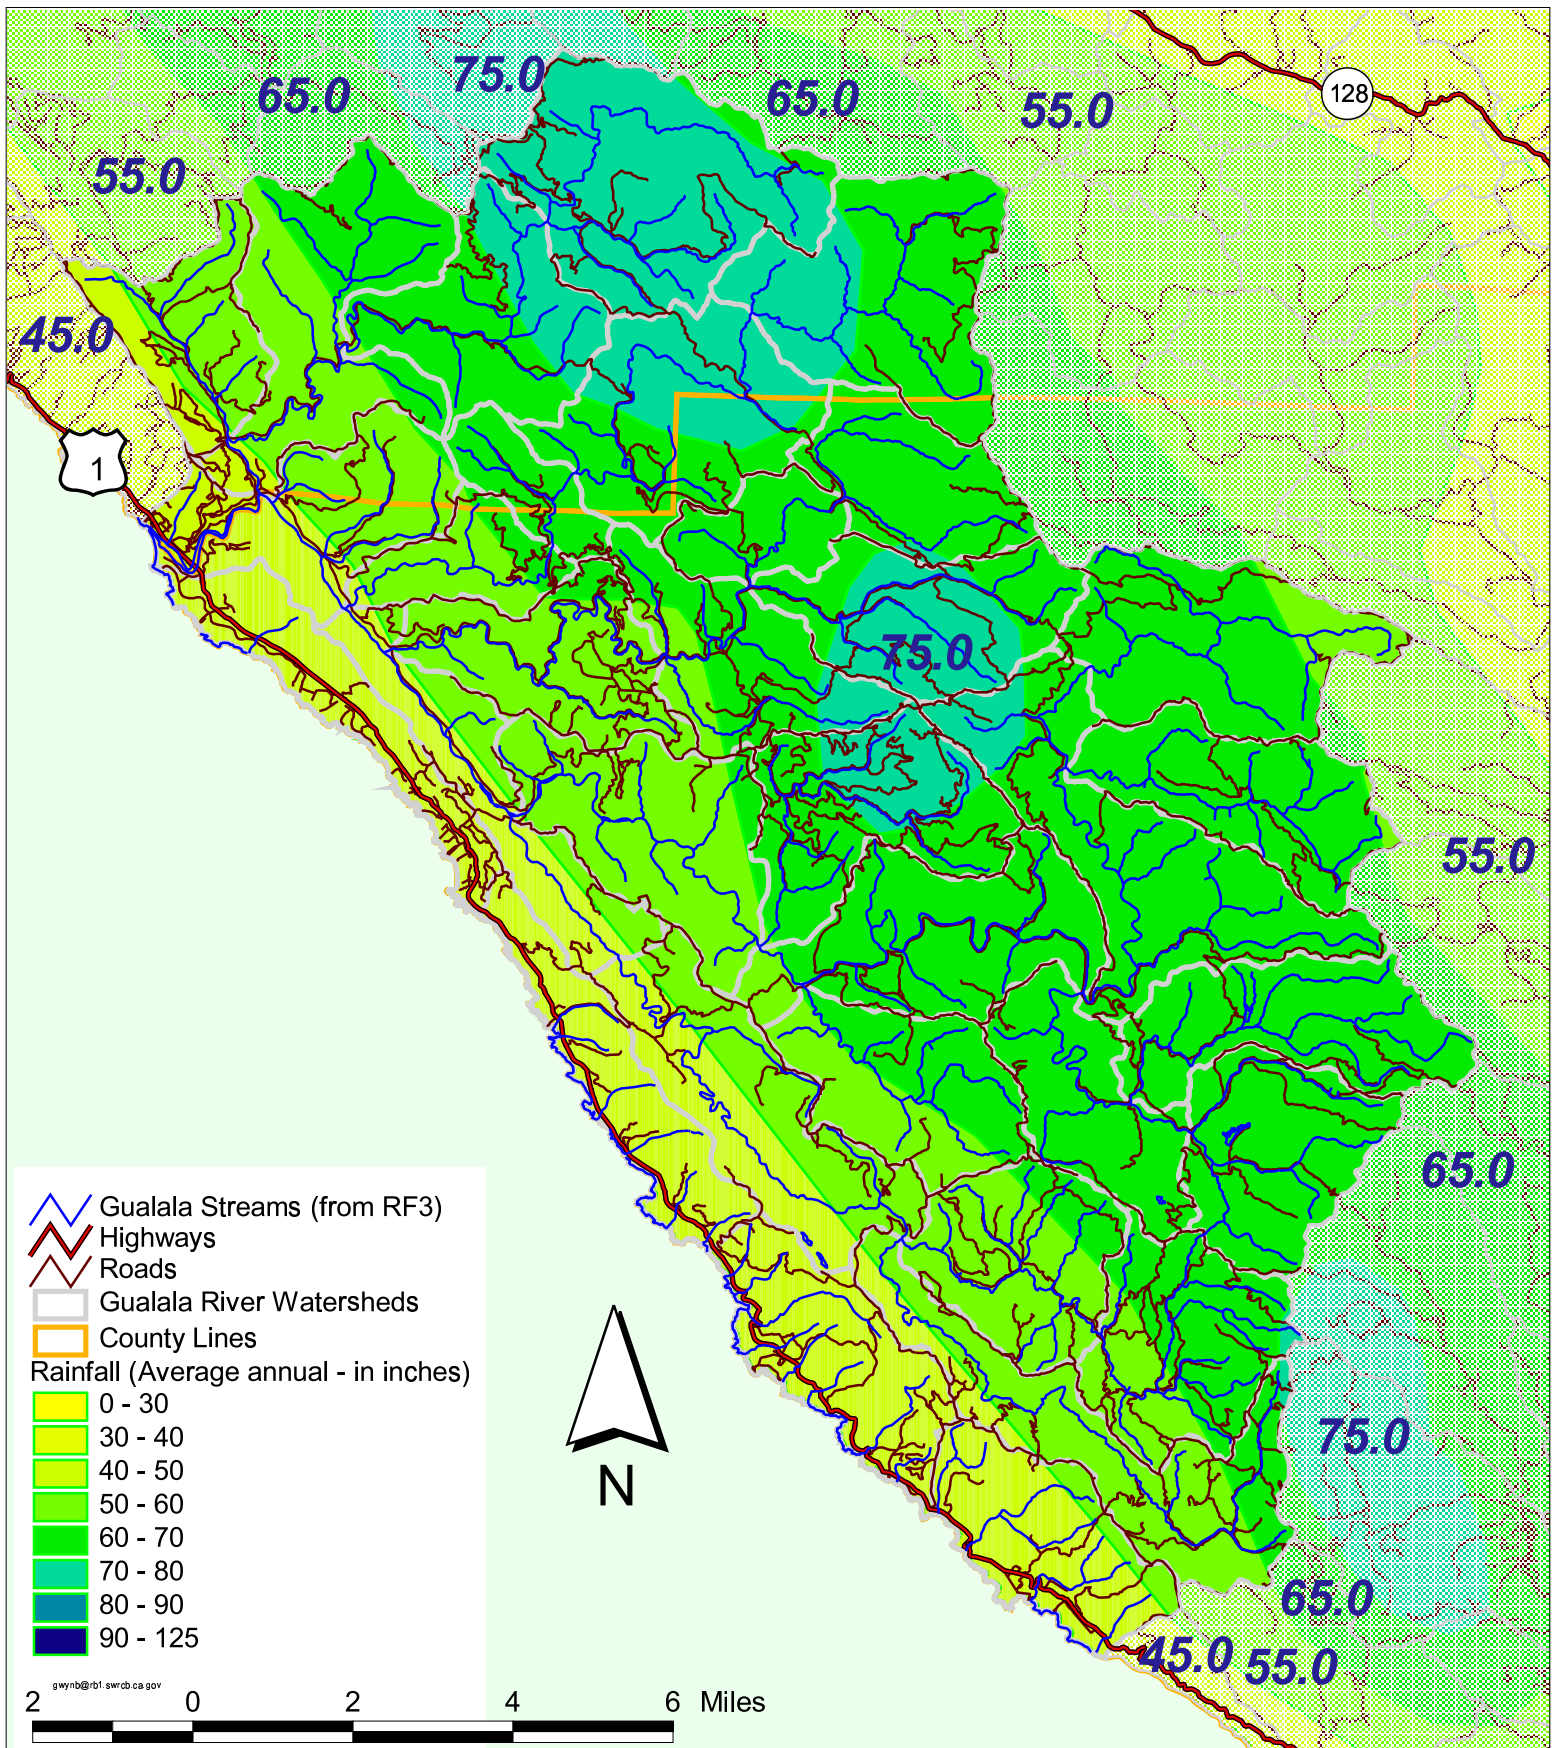 75.0
65.0
65.0
55.0
128
55.0
45.0
1
75.0
55.0
65.0
75.0
65.0
45.0
55.0
Gualala Streams (from RF3)
Highways
Roads
Gualala River Watersheds
County Lines
Rainfall (Average annual - in inches)
0 - 30
30 - 40
40 - 50
50 - 60
60 - 70
70 - 80
80 - 90
90 - 125
N
gwynb@rb1.swrcb.ca.gov
2 0 2 4 6 Miles